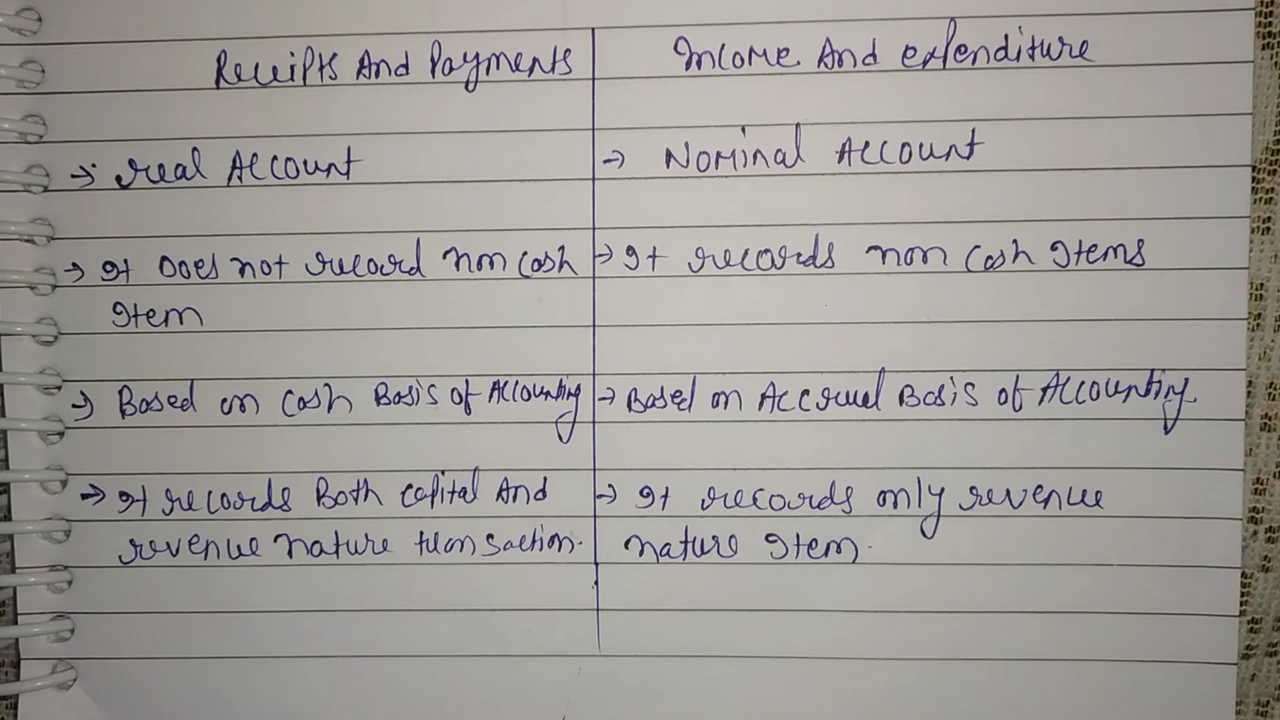 Receipts And Payments
Income And expenditure
→ real Account
→ Nominal Account
→ It Does not record non cash
Item
→ It records non cash Items
→ Based on cash Basis of Accounting
→ Based on Accrual Basis of Accounting.
→ It records Both capital And
revenue nature transaction.
→ It records only revenue
nature Item.